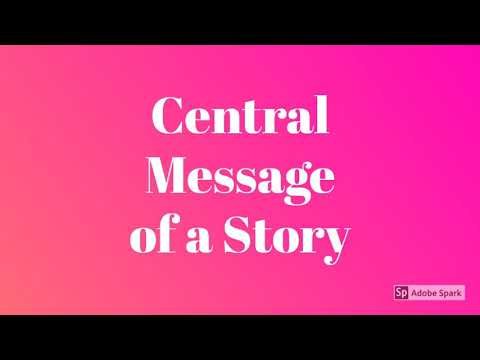 Central
Message
of a Story
Sp Adobe Spark